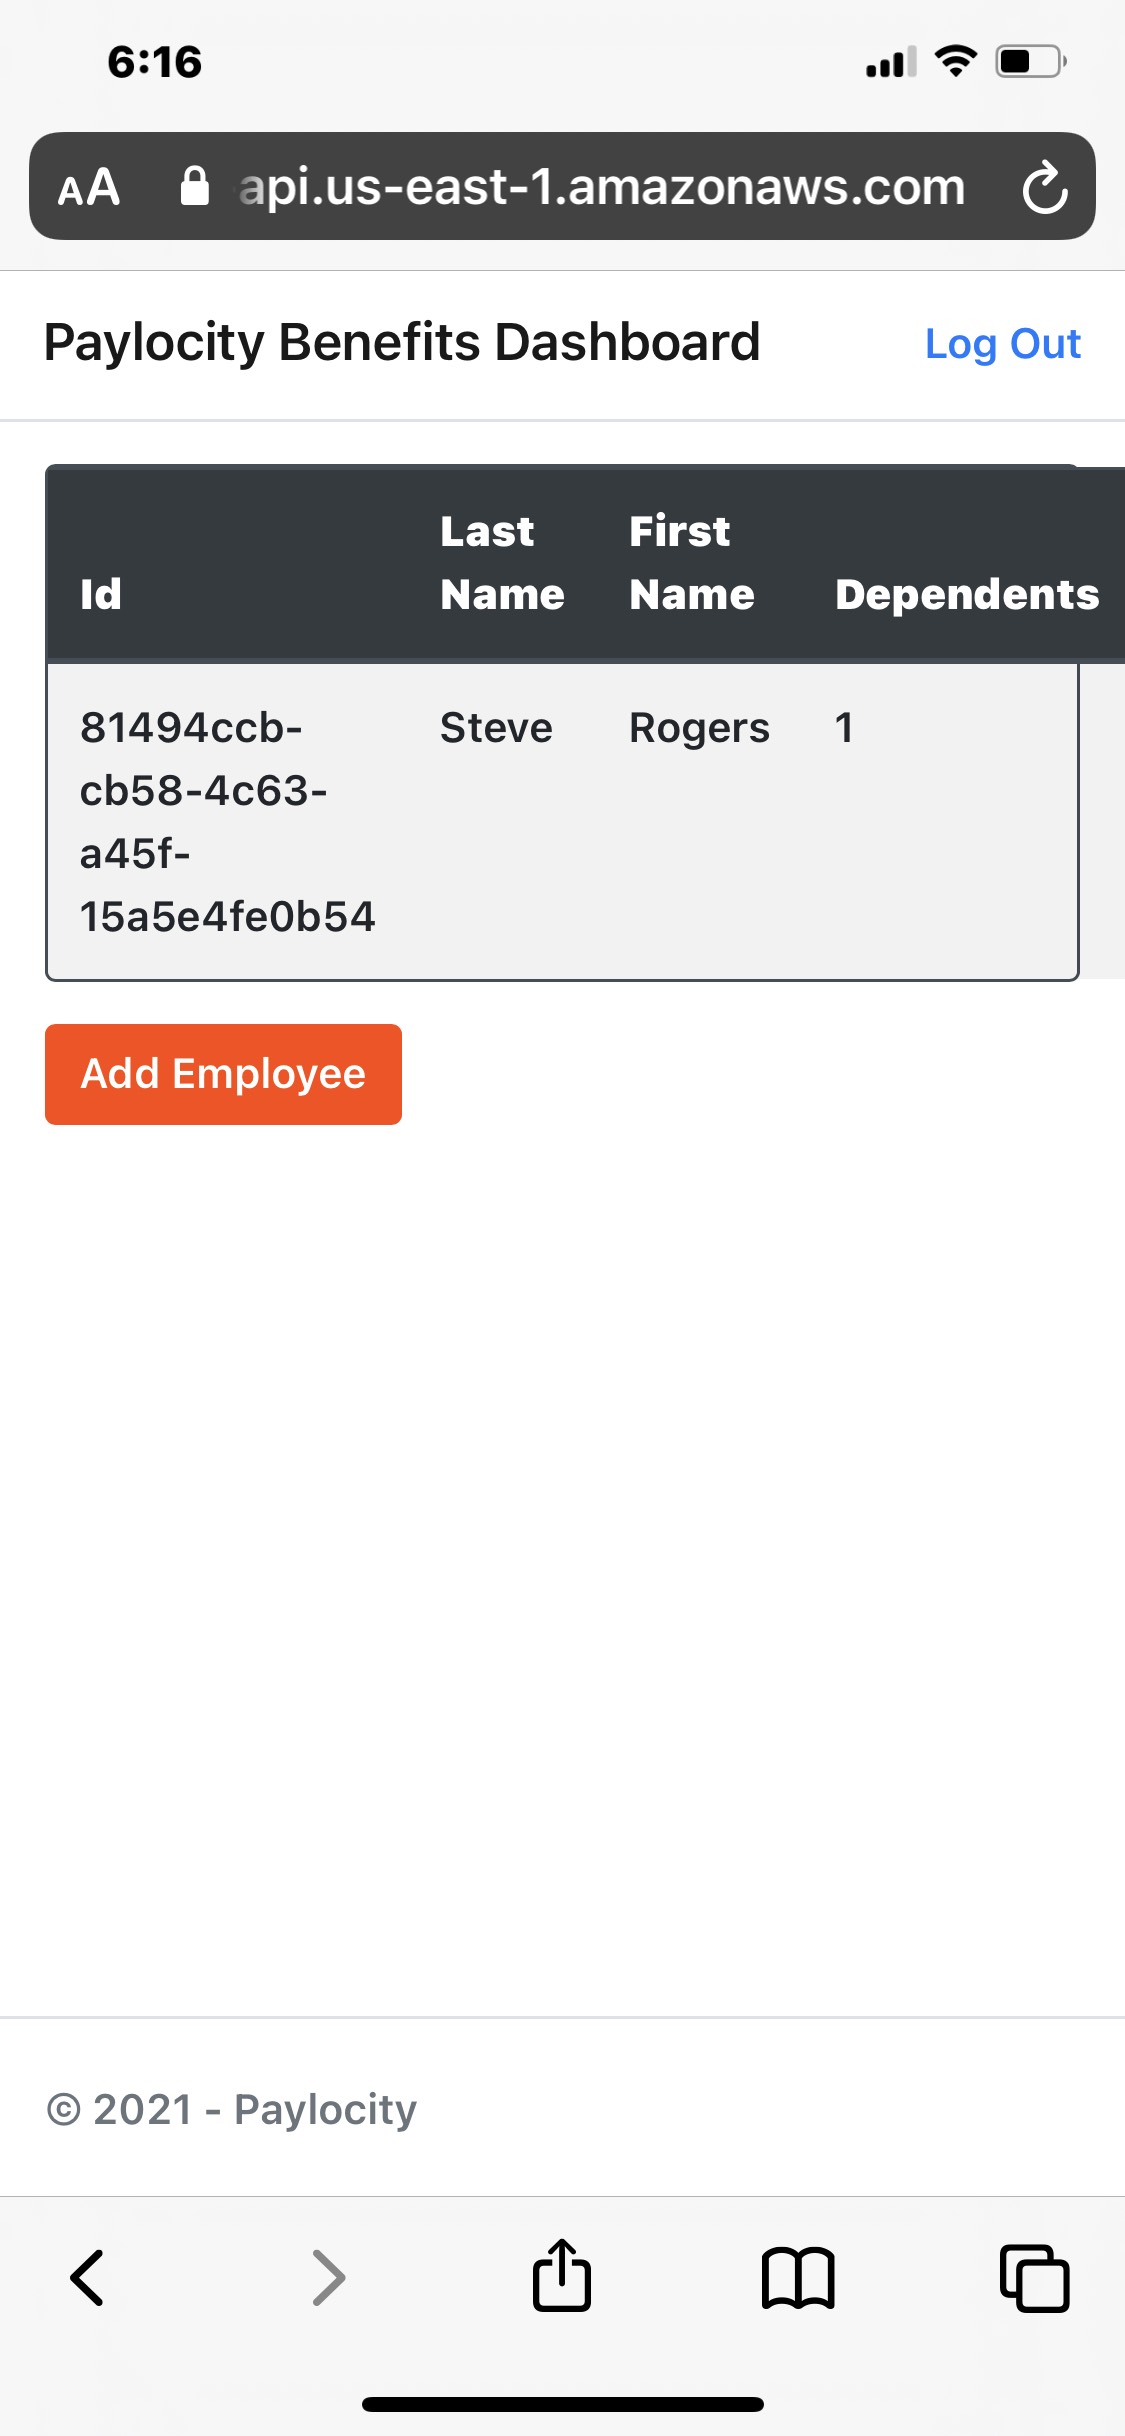 6:16
AA api.us-east-1.amazonaws.com
Paylocity Benefits Dashboard Log Out
Id Last Name First Name Dependents
81494ccb- Steve Rogers 1
cb58-4c63-
a45f-
15a5e4fe0b54
Add Employee
© 2021 - Paylocity